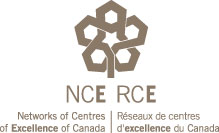 NCE RCE
Networks of Centres
of Excellence of Canada
Réseaux de centres
d'excellence du Canada